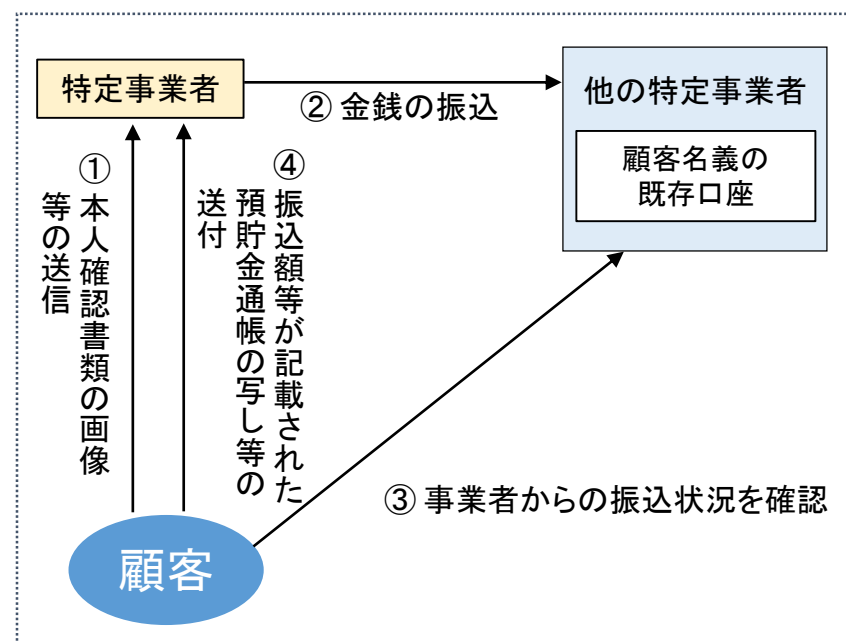 特定事業者
② 金銭の振込
他の特定事業者
顧客名義の
既存口座
①本人確認書類の画像
等の送信
④振込額等が記載された
預貯金通帳の写し等の
送付
③ 事業者からの振込状況を確認
顧客